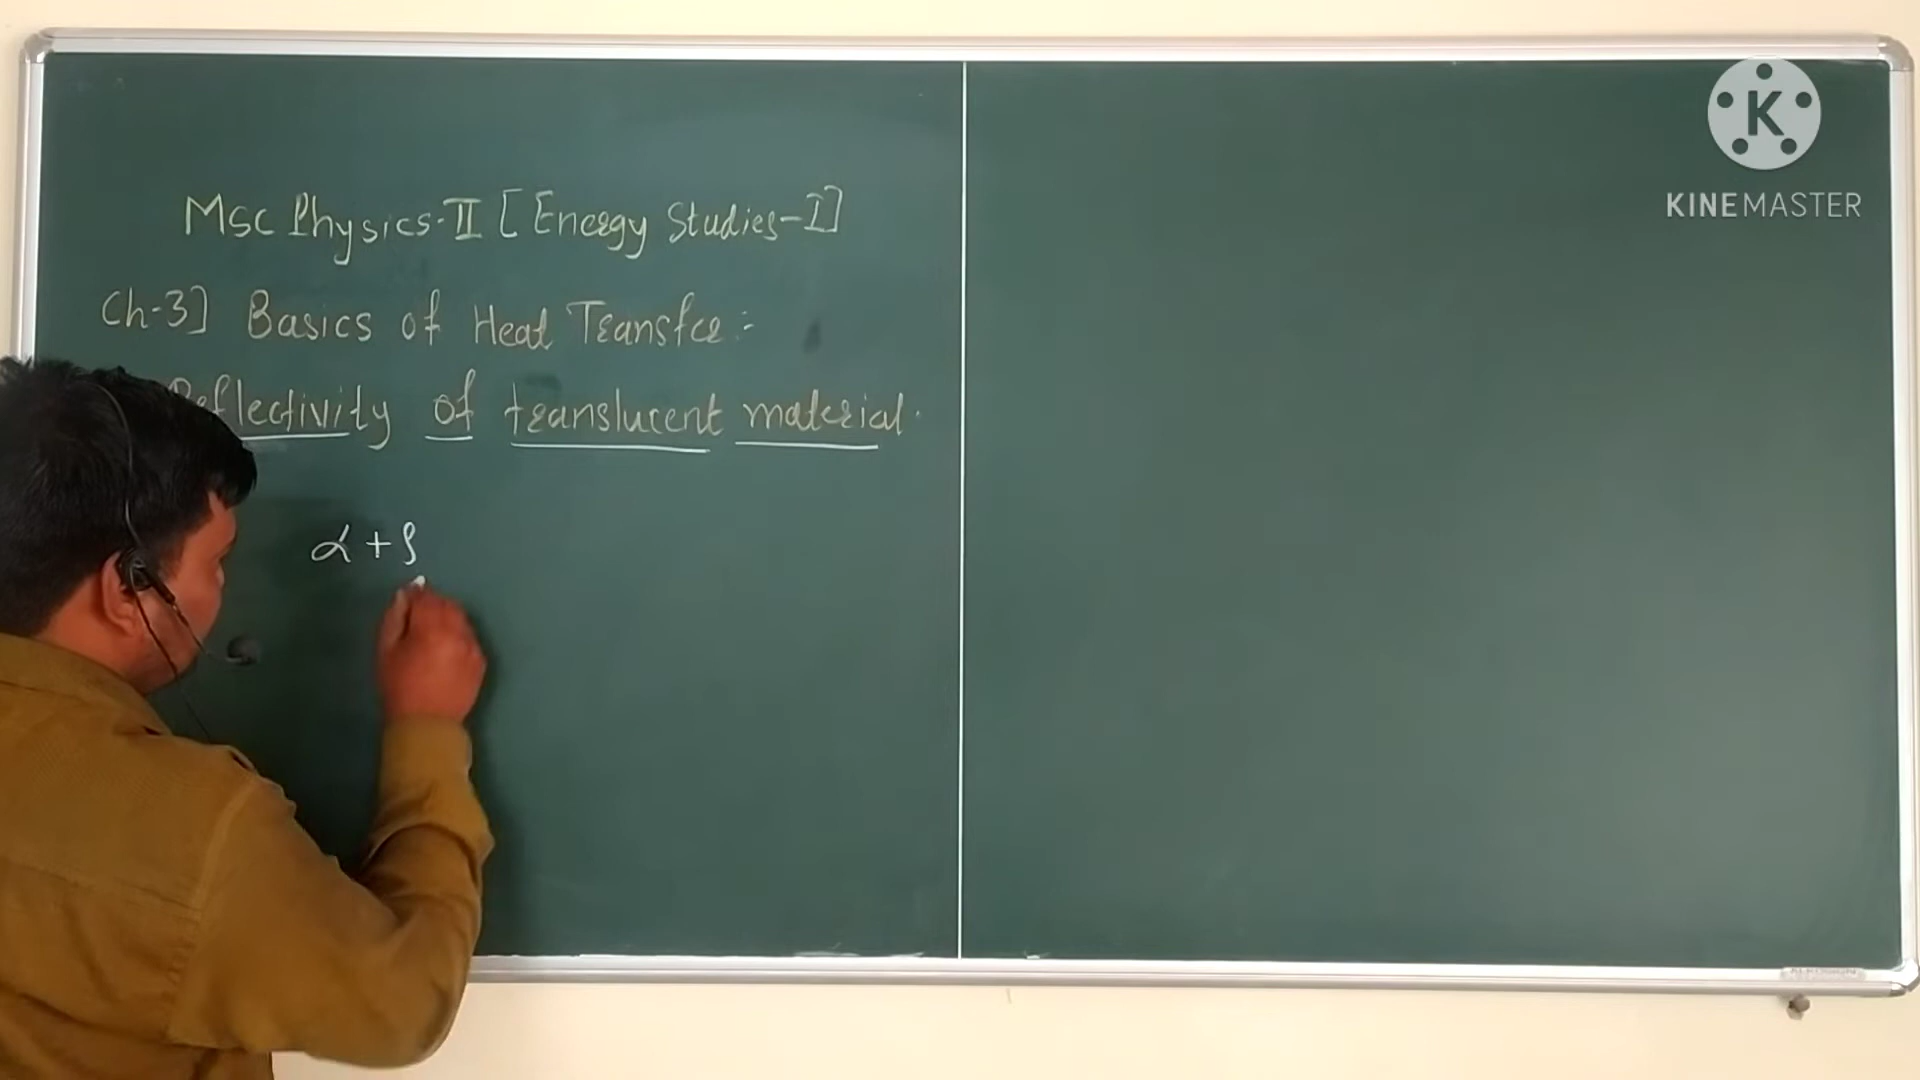 MSc Physics-II [Energy Studies-I]
Ch-3] Basics of Heat Transfer:-
Reflectivity of translucent material.
α + ρ
K
KINEMASTER